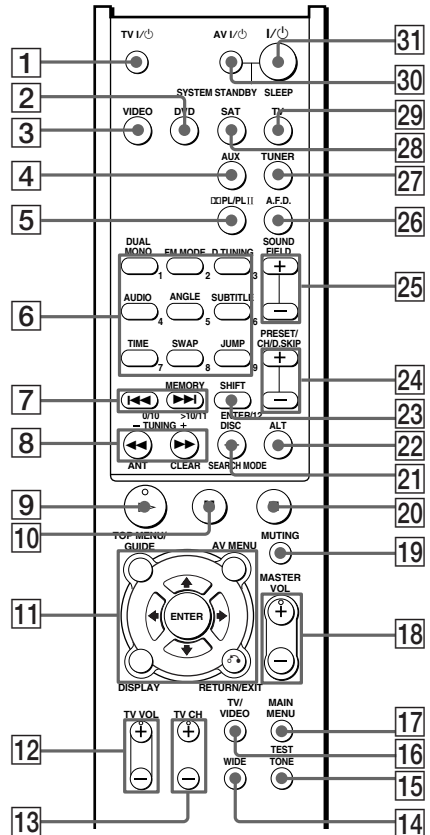 TV I/⏻ AV I/⏻ I/⏻
31
1
30
SYSTEM STANDBY SLEEP
2
VIDEO DVD SAT TV
29
3
28
AUX TUNER
4
27
PL/PLII A.F.D.
5
26
DUAL MONO FM MODE D.TUNING SOUND FIELD
1 2 3
+
25
6
AUDIO ANGLE SUBTITLE
−
4 5 6
PRESET/CH/D.SKIP
TIME SWAP JUMP
+
7 8 9
24
MEMORY SHIFT
−
7
23
0/10 >10/11 ENTER/12
− TUNING + DISC ALT
8
22
ANT CLEAR SEARCH MODE
21
9
10
20
TOP MENU/GUIDE AV MENU MUTING
19
MASTER VOL
11
ENTER
+
18
−
DISPLAY RETURN/EXIT
TV VOL TV CH TV/VIDEO MAIN MENU
17
12
+ +
16
WIDE TEST TONE
− −
15
13
14